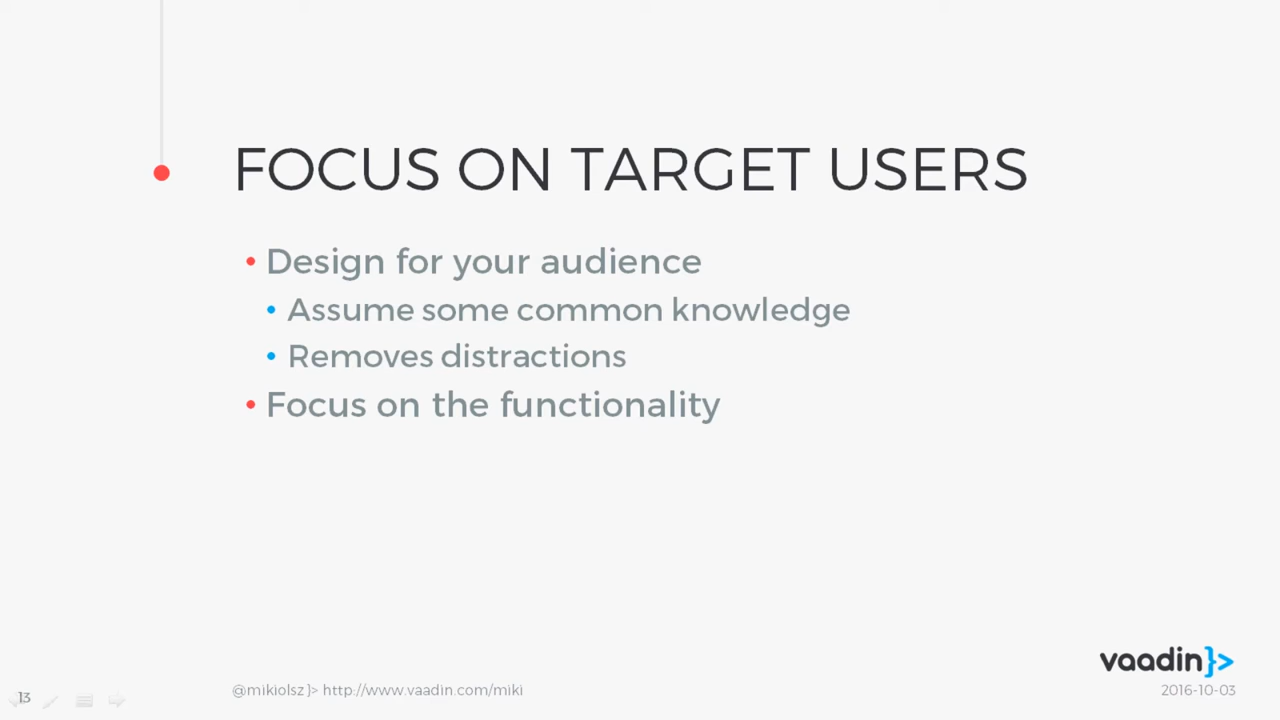 FOCUS ON TARGET USERS
• Design for your audience
• Assume some common knowledge
• Removes distractions
• Focus on the functionality
vaadin}>
13
@mikiolsz }> http://www.vaadin.com/miki
2016-10-03